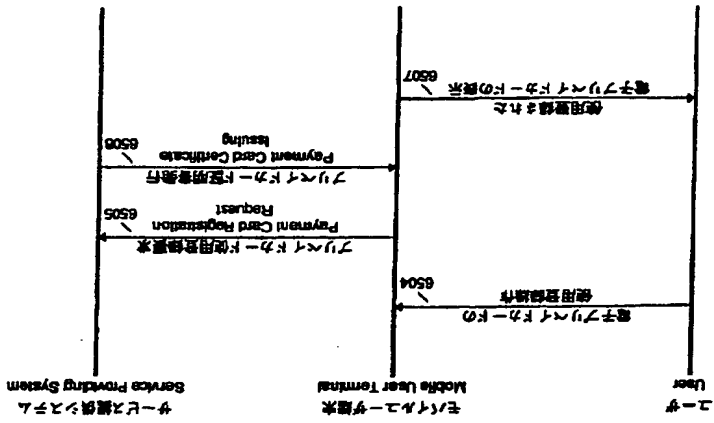 ユーザ
User
モバイルユーザ端末
Mobile User Terminal
サービス提供システム
Service Providing System
電子プリペイドカードの
使用登録操作
6504
プリペイドカード使用登録要求
Payment Card Registration
Request
6505
プリペイドカード証明書発行
Payment Card Certificate
Issuing
6506
使用登録された
電子プリペイドカードの表示
6507